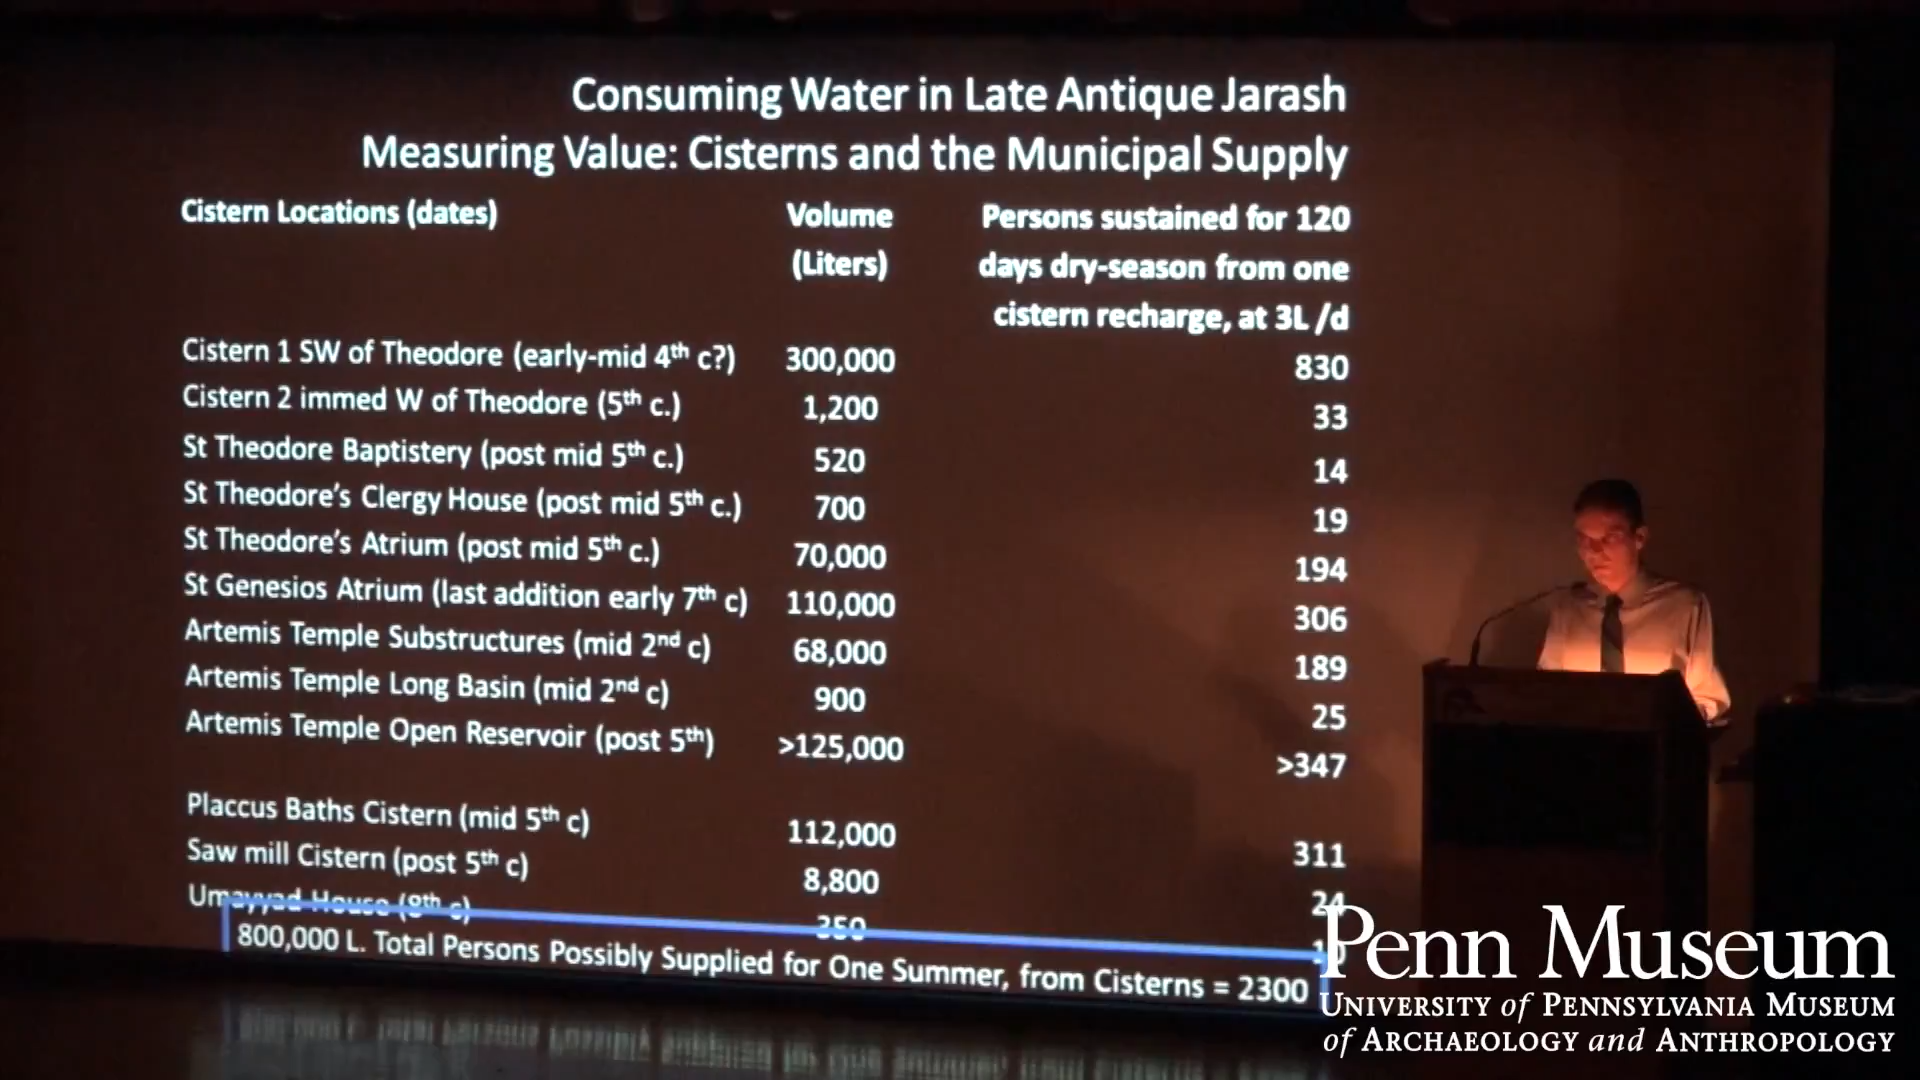 Consuming Water in Late Antique Jarash
Measuring Value: Cisterns and the Municipal Supply
Cistern Locations (dates) Volume (Liters) Persons sustained for 120 days dry-season from one cistern recharge, at 3L /d
Cistern 1 SW of Theodore (early-mid 4th c?) 300,000 830
Cistern 2 immed W of Theodore (5th c.) 1,200 33
St Theodore Baptistery (post mid 5th c.) 520 14
St Theodore's Clergy House (post mid 5th c.) 700 19
St Theodore's Atrium (post mid 5th c.) 70,000 194
St Genesios Atrium (last addition early 7th c) 110,000 306
Artemis Temple Substructures (mid 2nd c) 68,000 189
Artemis Temple Long Basin (mid 2nd c) 900 25
Artemis Temple Open Reservoir (post 5th) >125,000 >347
Placcus Baths Cistern (mid 5th c) 112,000 311
Saw mill Cistern (post 5th c) 8,800 24
Umayyad House (8th c) 350
800,000 L. Total Persons Possibly Supplied for One Summer, from Cisterns = 2300
Penn Museum
UNIVERSITY of PENNSYLVANIA MUSEUM
of ARCHAEOLOGY and ANTHROPOLOGY